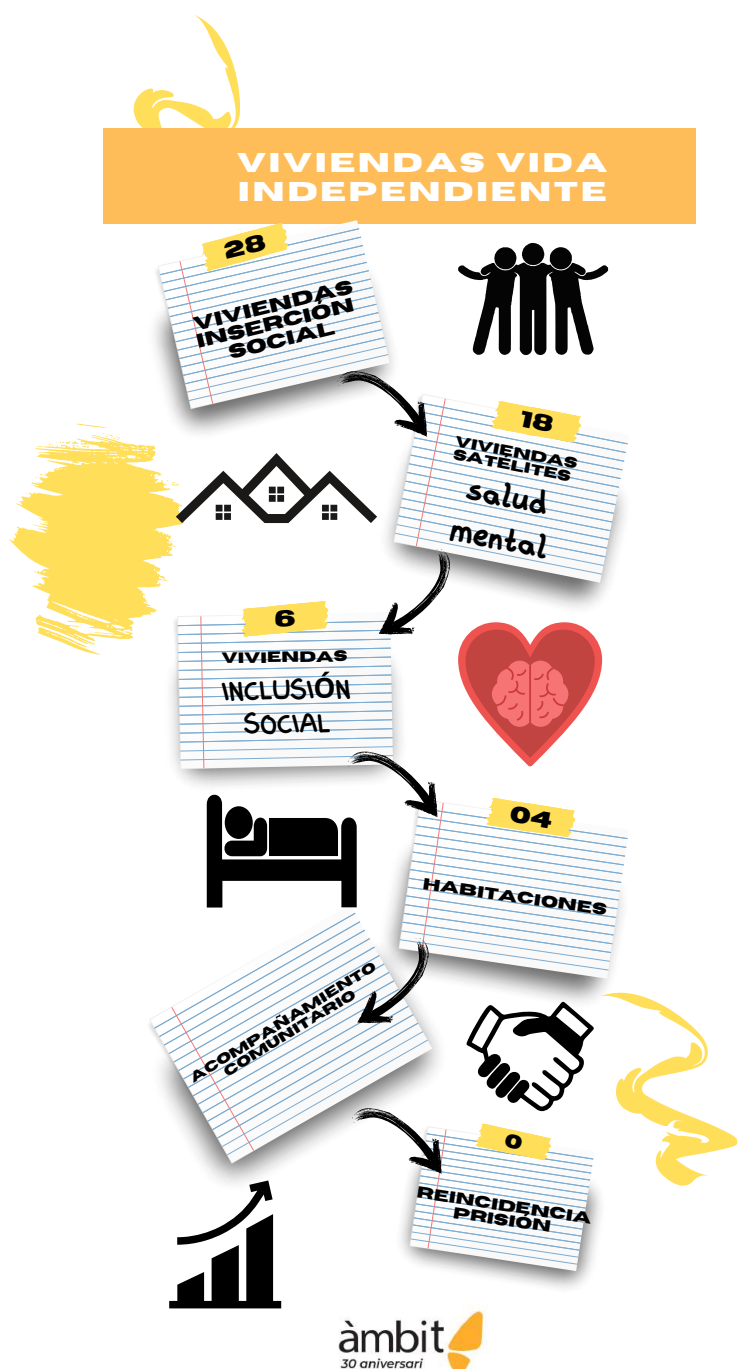 VIVIENDAS VIDA
INDEPENDIENTE
28
VIVIENDAS
INSERCIÓN
SOCIAL
18
VIVIENDAS
SATÉLITES
salud
mental
6
VIVIENDAS
INCLUSIÓN
SOCIAL
04
HABITACIONES
ACOMPAÑAMIENTO
COMUNITARIO
0
REINCIDENCIA
PRISIÓN
àmbit
30 aniversari